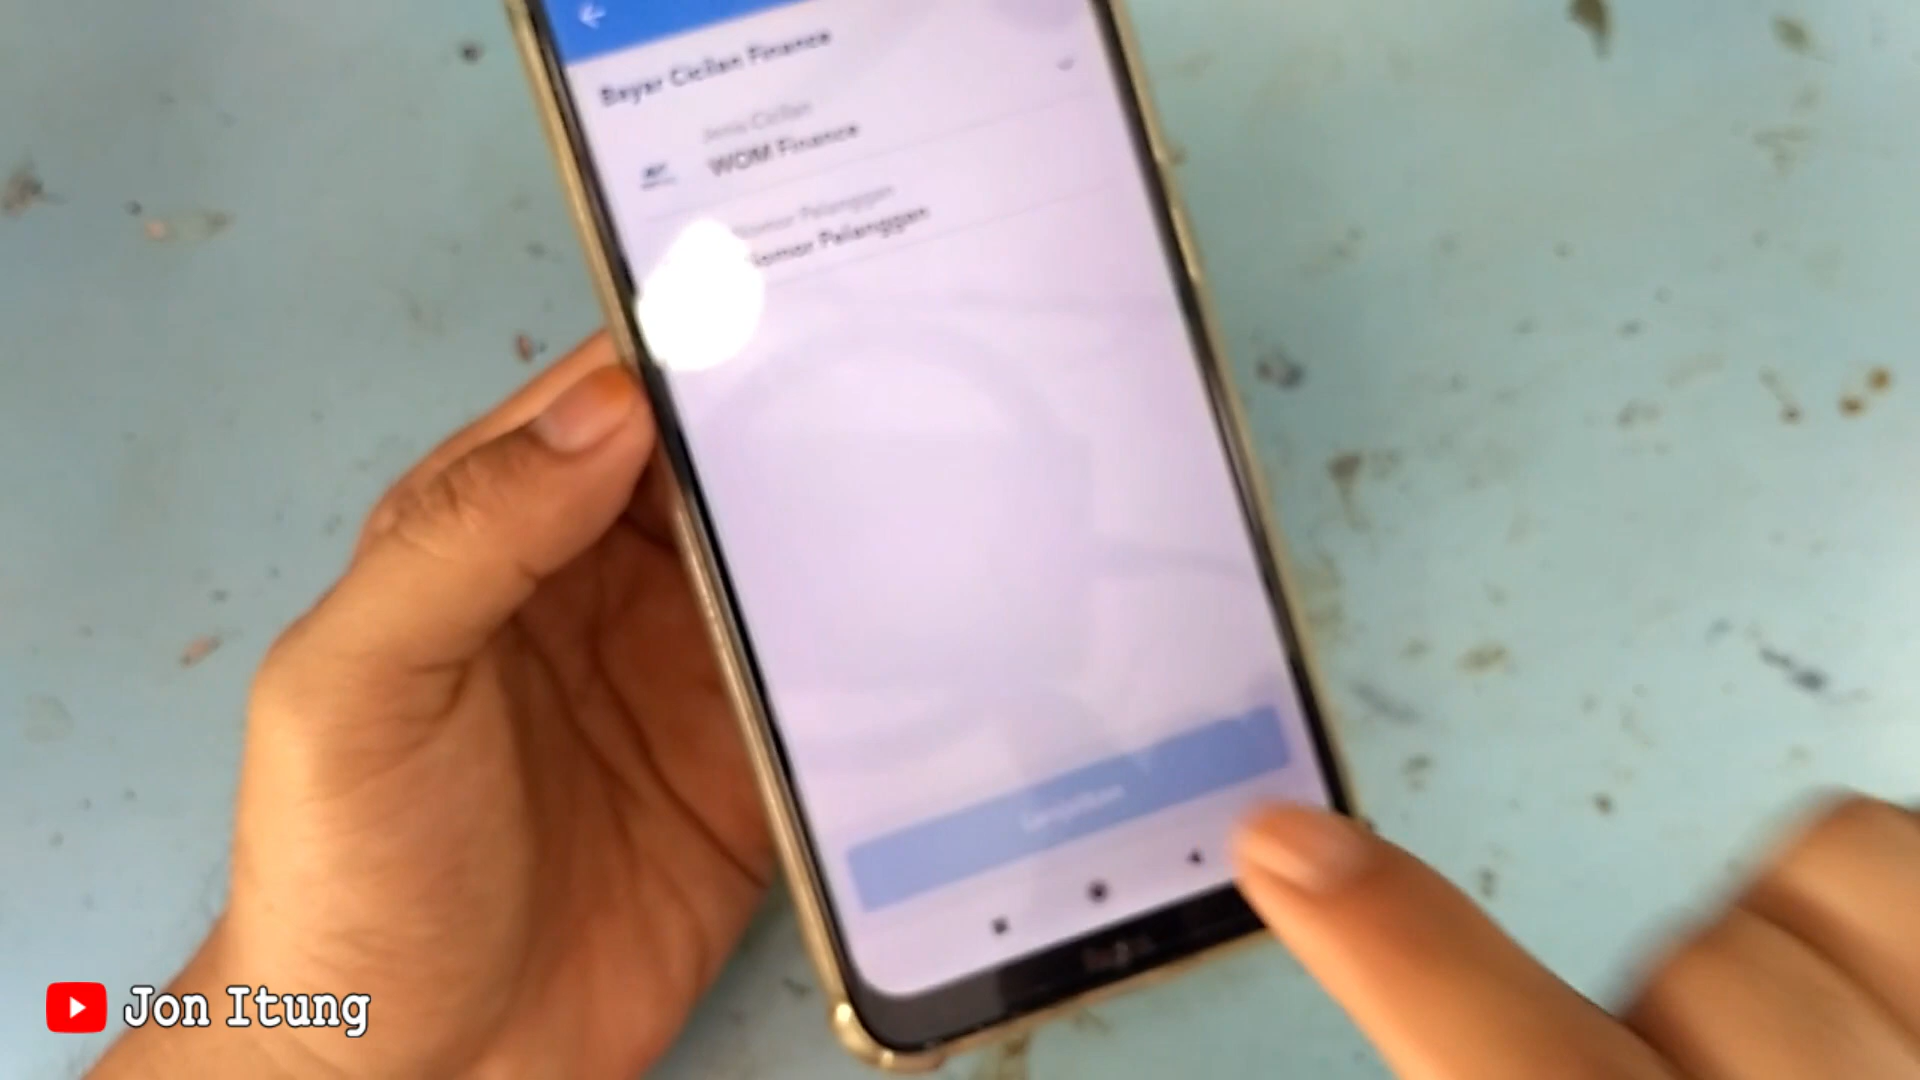 Bayar Cicilan Finance
Jenis Cicilan
WOM Finance
Nomor Pelanggan
Nomor Pelanggan
Jon Itung